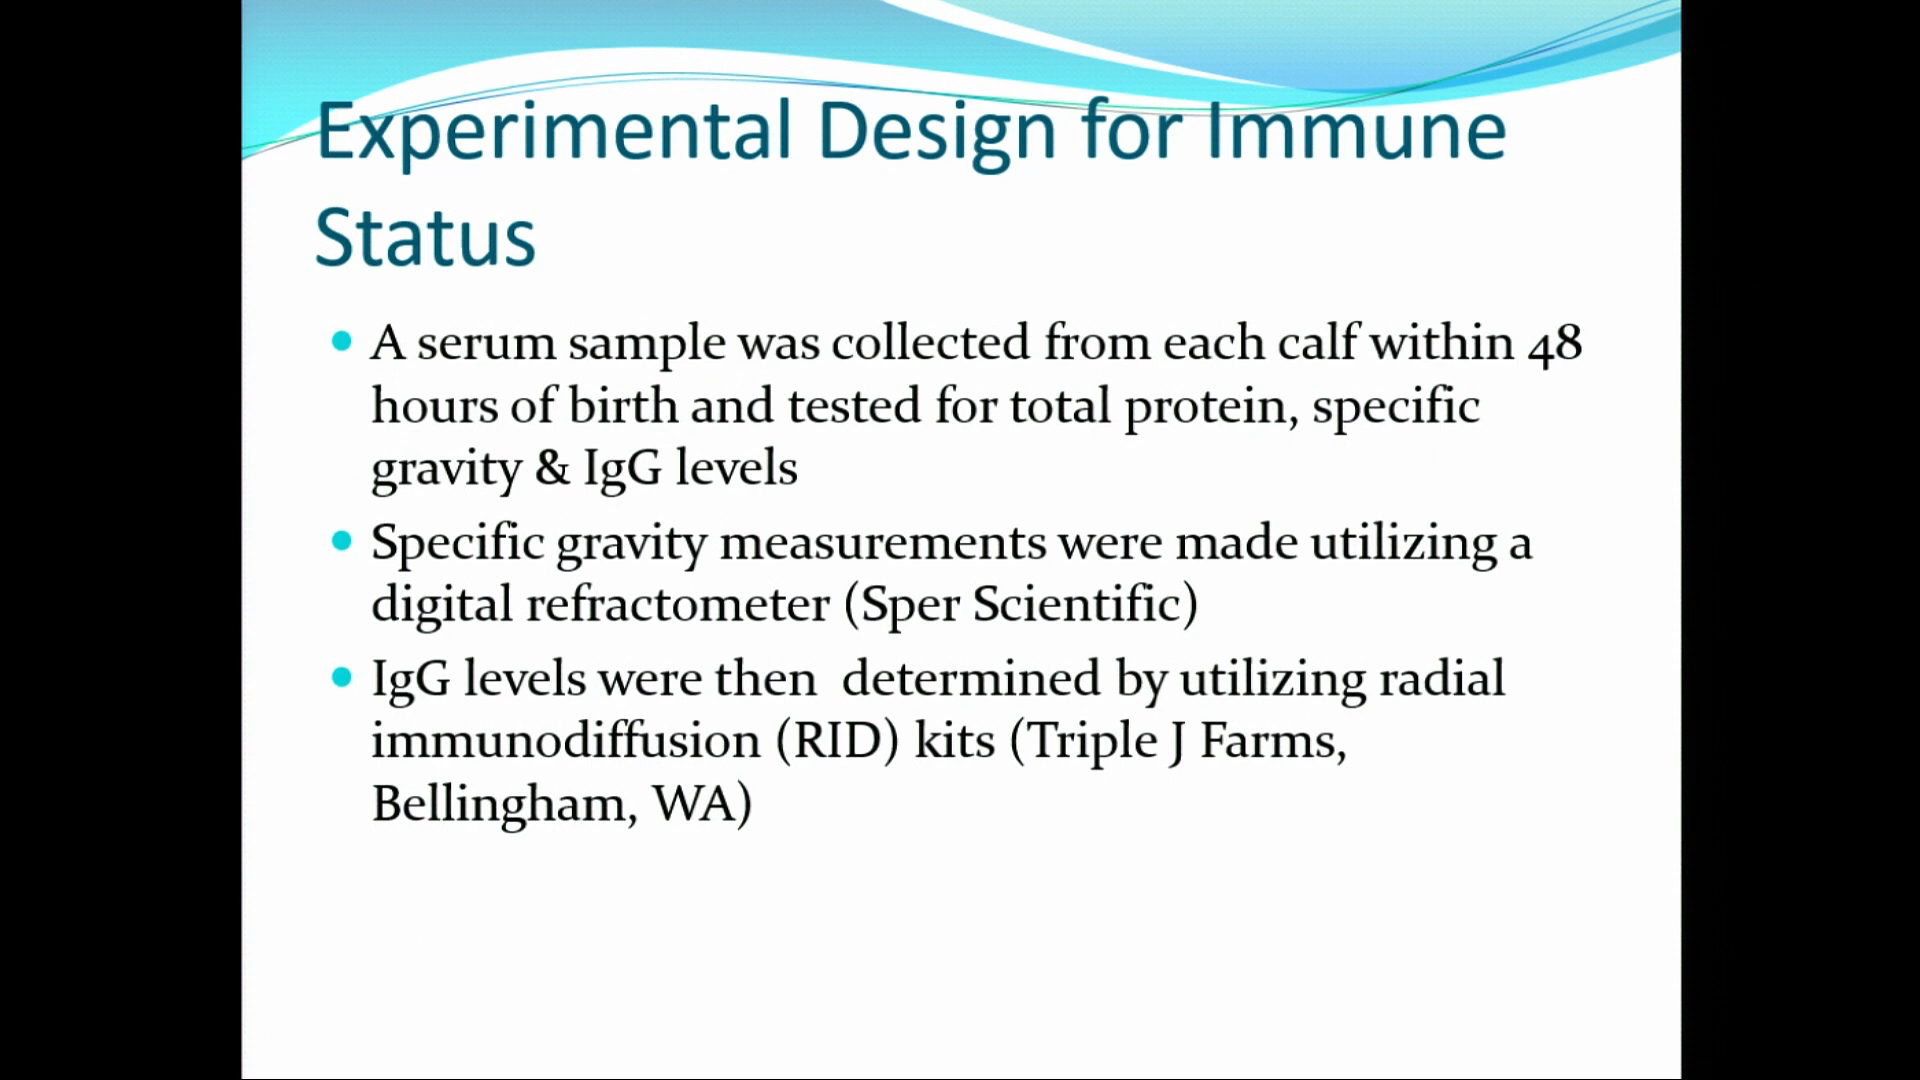 Experimental Design for Immune
Status
• A serum sample was collected from each calf within 48
hours of birth and tested for total protein, specific
gravity & IgG levels
• Specific gravity measurements were made utilizing a
digital refractometer (Sper Scientific)
• IgG levels were then  determined by utilizing radial
immunodiffusion (RID) kits (Triple J Farms,
Bellingham, WA)